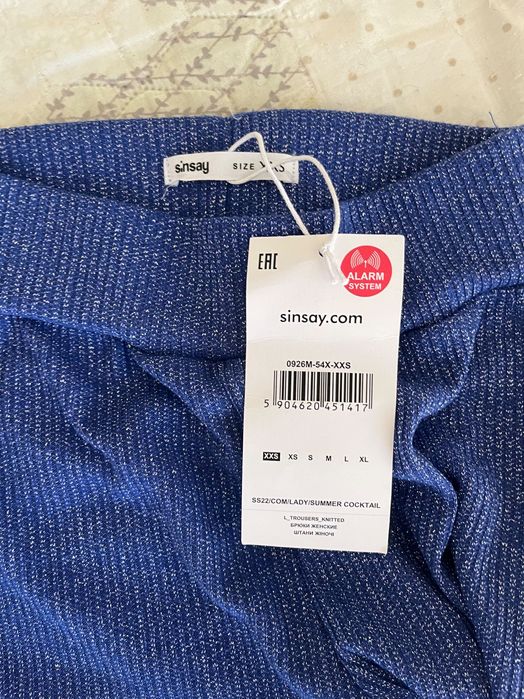 sinsay
SIZE
EAC
ALARM
SYSTEM
sinsay.com
0926M-54X-XXS
5 904620 451417
XXS XS S M L XL
SS22/COM/LADY/SUMMER COCKTAIL
L_TROUSERS_KNITTED
БРЮКИ ЖЕНСКИЕ
ШТАНИ ЖІНОЧІ